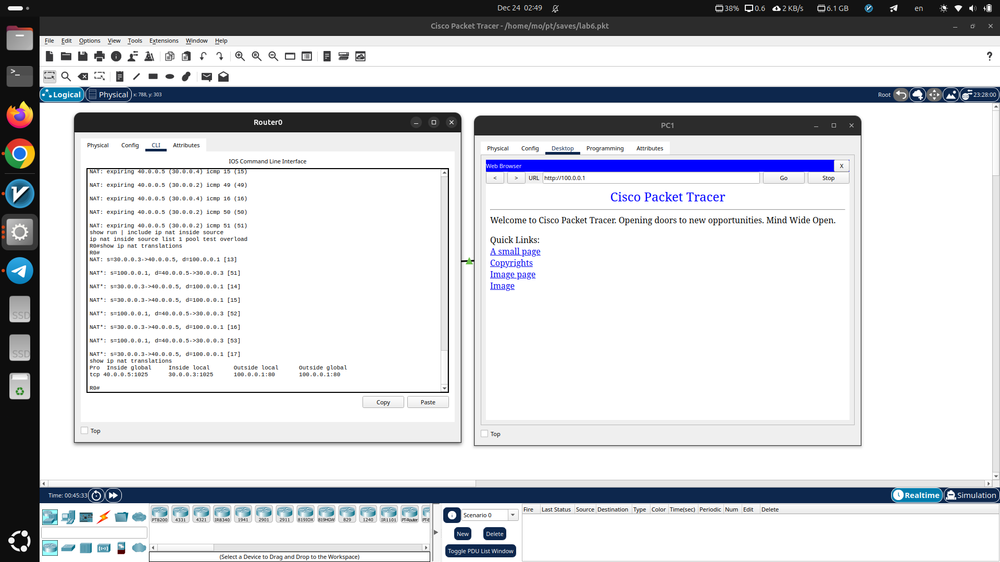 Dec 24 02:49
38% 0.6 2 KB/s 6.1 GB en
Cisco Packet Tracer - /home/mo/pt/saves/lab6.pkt
File Edit Options View Tools Extensions Window Help
Logical Physical x: 788, y: 303 Root 23:28:00
Router0
Physical Config CLI Attributes
IOS Command Line Interface
NAT: expiring 40.0.0.5 (30.0.0.4) icmp 15 (15)
NAT: expiring 40.0.0.5 (30.0.0.2) icmp 49 (49)
NAT: expiring 40.0.0.5 (30.0.0.4) icmp 16 (16)
NAT: expiring 40.0.0.5 (30.0.0.2) icmp 50 (50)
NAT: expiring 40.0.0.5 (30.0.0.2) icmp 51 (51)
show run | include ip nat inside source
ip nat inside source list 1 pool test overload
R0#show ip nat translations
R0#
NAT: s=30.0.0.3->40.0.0.5, d=100.0.0.1 [13]
NAT*: s=100.0.0.1, d=40.0.0.5->30.0.0.3 [51]
NAT*: s=30.0.0.3->40.0.0.5, d=100.0.0.1 [14]
NAT*: s=30.0.0.3->40.0.0.5, d=100.0.0.1 [15]
NAT*: s=100.0.0.1, d=40.0.0.5->30.0.0.3 [52]
NAT*: s=30.0.0.3->40.0.0.5, d=100.0.0.1 [16]
NAT*: s=100.0.0.1, d=40.0.0.5->30.0.0.3 [53]
NAT*: s=30.0.0.3->40.0.0.5, d=100.0.0.1 [17]
show ip nat translations
Pro Inside global Inside local Outside local Outside global
tcp 40.0.0.5:1025 30.0.0.3:1025 100.0.0.1:80 100.0.0.1:80
R0#
Copy Paste
Top
PC1
Physical Config Desktop Programming Attributes
Web Browser X
< > URL http://100.0.0.1 Go Stop
Cisco Packet Tracer
Welcome to Cisco Packet Tracer. Opening doors to new opportunities. Mind Wide Open.
Quick Links:
A small page
Copyrights
Image page
Image
Top
SSD
SSD
Time: 00:45:33 Realtime Simulation
PT8200 4331 4321 IR8340 1941 2901 2911 819IOX 819HGW 829 1240 IR1101 PT-Router PT-E
(Select a Device to Drag and Drop to the Workspace)
Scenario 0
New Delete
Toggle PDU List Window
Fire Last Status Source Destination Type Color Time(sec) Periodic Num Edit Delete